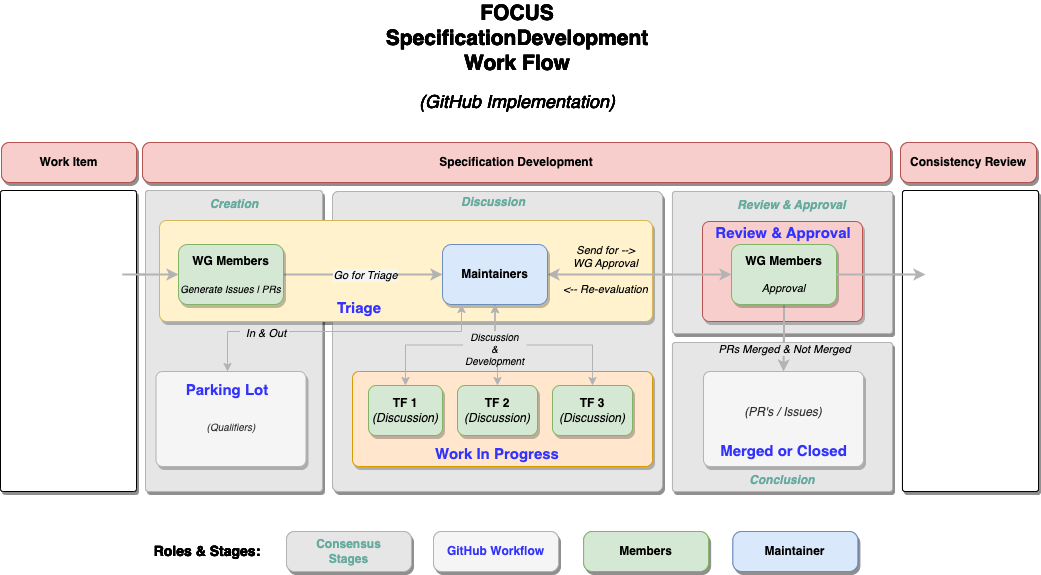 FOCUS
Specification Development
Work Flow
(GitHub Implementation)
Work Item
Specification Development
Consistency Review
Creation
Discussion
Review & Approval
Review & Approval
WG Members
Generate Issues | PRs
Go for Triage
Maintainers
Send for -->
WG Approval
<-- Re-evaluation
WG Members
Approval
Triage
In & Out
Discussion
&
Development
PRs Merged & Not Merged
Parking Lot
(Qualifiers)
TF 1
(Discussion)
TF 2
(Discussion)
TF 3
(Discussion)
Work In Progress
(PR's / Issues)
Merged or Closed
Conclusion
Roles & Stages:
Consensus
Stages
GitHub Workflow
Members
Maintainer